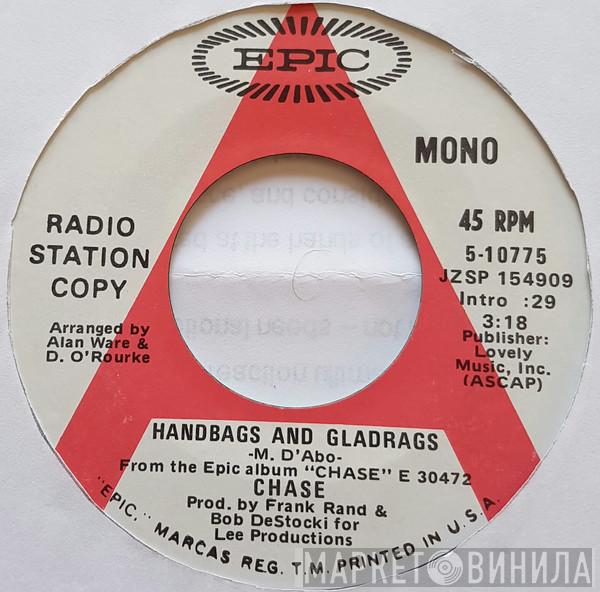 EPIC
MONO
RADIO
STATION
COPY
45 RPM
5-10775
JZSP 154909
Intro :29
3:18
Publisher:
Lovely
Music, Inc.
(ASCAP)
Arranged by
Alan Ware &
D. O'Rourke
HANDBAGS AND GLADRAGS
-M. D'Abo-
From the Epic album "CHASE" E 30472
CHASE
Prod. by Frank Rand &
Bob DeStocki for
Lee Productions
"EPIC," MARCAS REG. T.M. PRINTED IN U.S.A.
МАРКЕТ ВИНИЛА